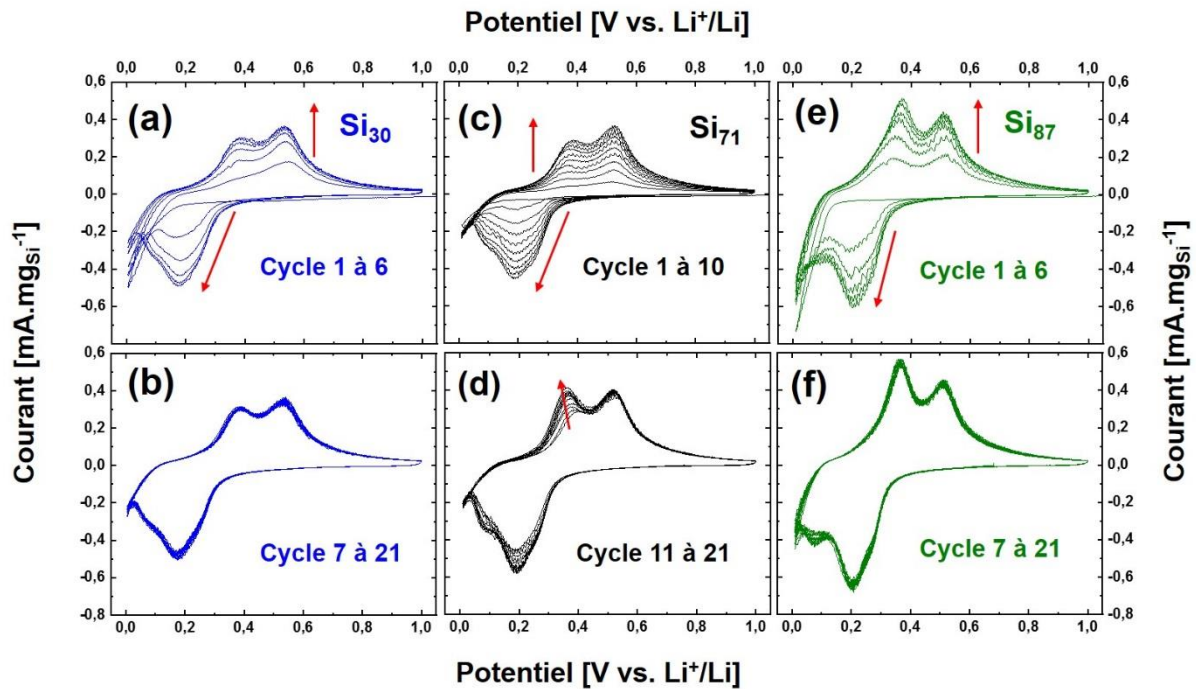 Potentiel [V vs. Li⁺/Li]
0,0 0,2 0,4 0,6 0,8 1,0 0,0 0,2 0,4 0,6 0,8 1,0 0,0 0,2 0,4 0,6 0,8 1,0
0,6
0,4
0,2
0,0
-0,2
-0,4
-0,6
(a)
Si₃₀
Cycle 1 à 6
(c)
Si₇₁
Cycle 1 à 10
(e)
Si₈₇
Cycle 1 à 6
0,6
0,4
0,2
0,0
-0,2
-0,4
-0,6
Courant [mA.mg_Si⁻¹]
Courant [mA.mg_Si⁻¹]
0,6
0,4
0,2
0,0
-0,2
-0,4
-0,6
-0,8
(b)
Cycle 7 à 21
(d)
Cycle 11 à 21
(f)
Cycle 7 à 21
0,6
0,4
0,2
0,0
-0,2
-0,4
-0,6
-0,8
0,0 0,2 0,4 0,6 0,8 1,0 0,0 0,2 0,4 0,6 0,8 1,0 0,0 0,2 0,4 0,6 0,8 1,0
Potentiel [V vs. Li⁺/Li]